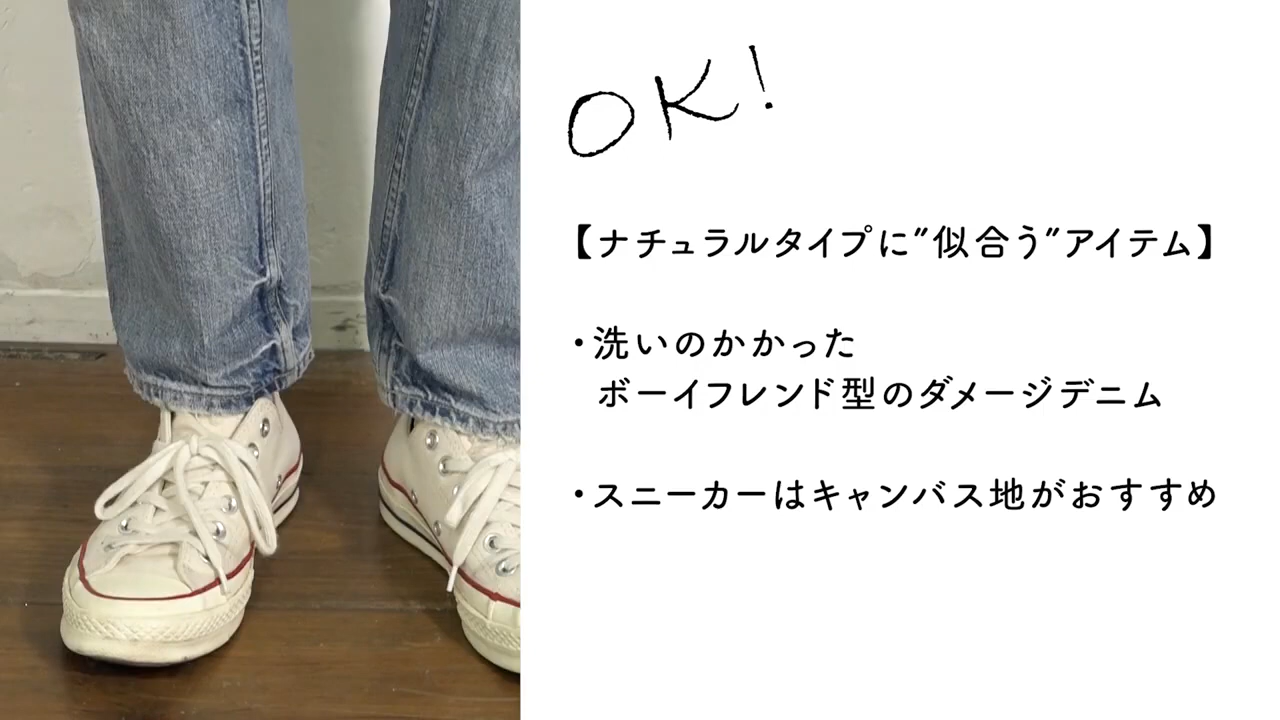 OK!
【ナチュラルタイプに"似合う"アイテム】
・洗いのかかった
ボーイフレンド型のダメージデニム
・スニーカーはキャンバス地がおすすめ